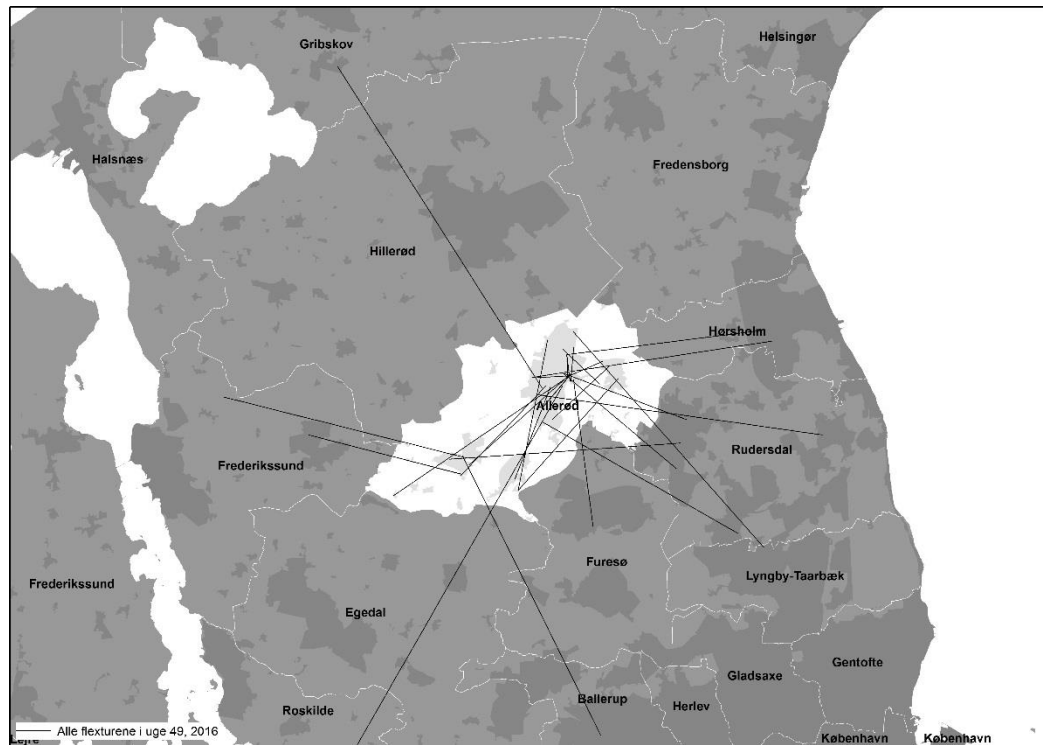 Helsingør
Gribskov
Halsnæs
Fredensborg
Hillerød
Hørsholm
Allerød
Rudersdal
Frederikssund
Furesø
Lyngby-Taarbæk
Frederikssund
Egedal
Gentofte
Gladsaxe
Ballerup
Herlev
Roskilde
Alle flexturene i uge 49, 2016
Lejre
København
København